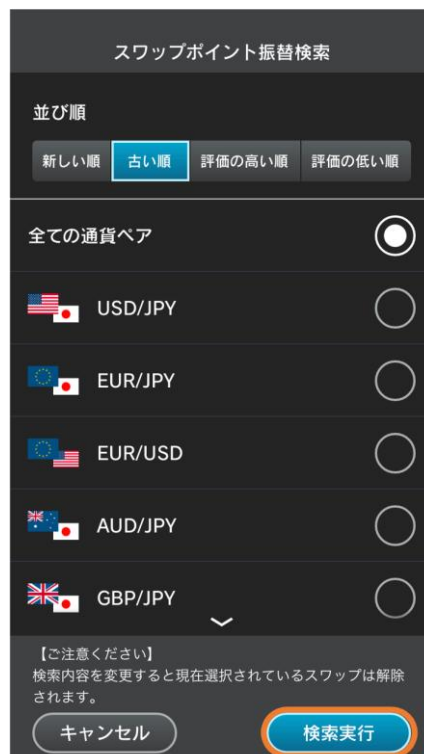 スワップポイント振替検索
並び順
新しい順 古い順 評価の高い順 評価の低い順
全ての通貨ペア
USD/JPY
EUR/JPY
EUR/USD
AUD/JPY
GBP/JPY
【ご注意ください】
検索内容を変更すると現在選択されているスワップは解除
されます。
キャンセル 検索実行